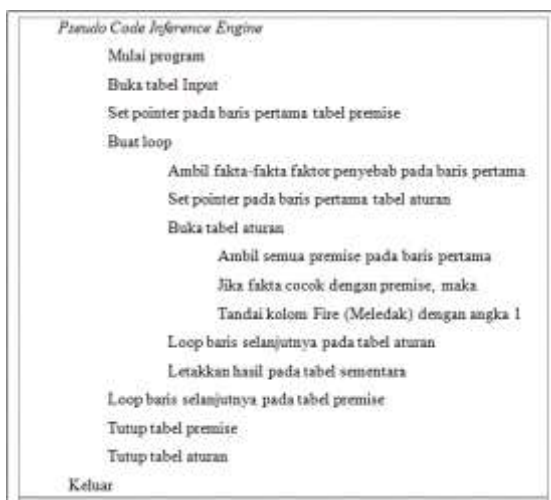 Pseudo Code Inference Engine
Mulai program
Buka tabel Input
Set pointer pada baris pertama tabel premise
Buat loop
Ambil fakta-fakta faktor penyebab pada baris pertama
Set pointer pada baris pertama tabel aturan
Buka tabel aturan
Ambil semua premise pada baris pertama
Jika fakta cocok dengan premise, maka
Tandai kolom Fire (Meledak) dengan angka 1
Loop baris selanjutnya pada tabel aturan
Letakkan hasil pada tabel sementara
Loop baris selanjutnya pada tabel premise
Tutup tabel premise
Tutup tabel aturan
Keluar